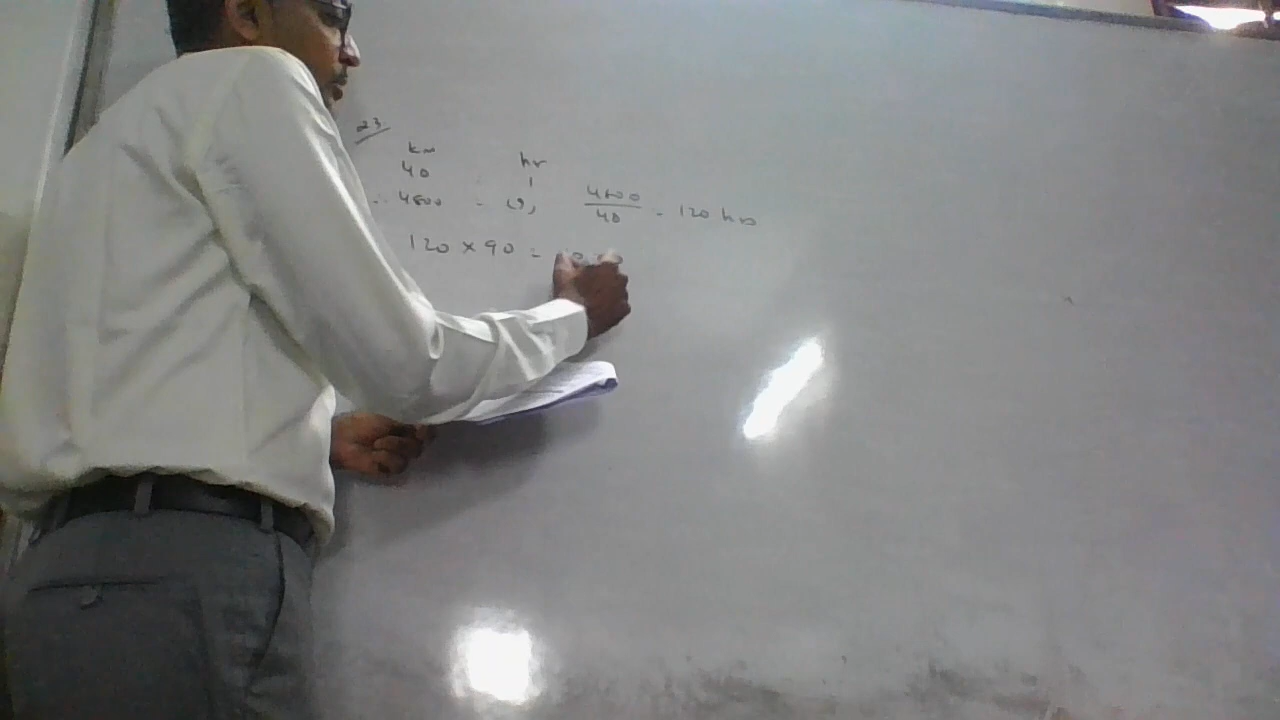 23
km hr
40 - 1
∴ 4800 = (?) 4800/40 = 120 hrs
120 × 90 =